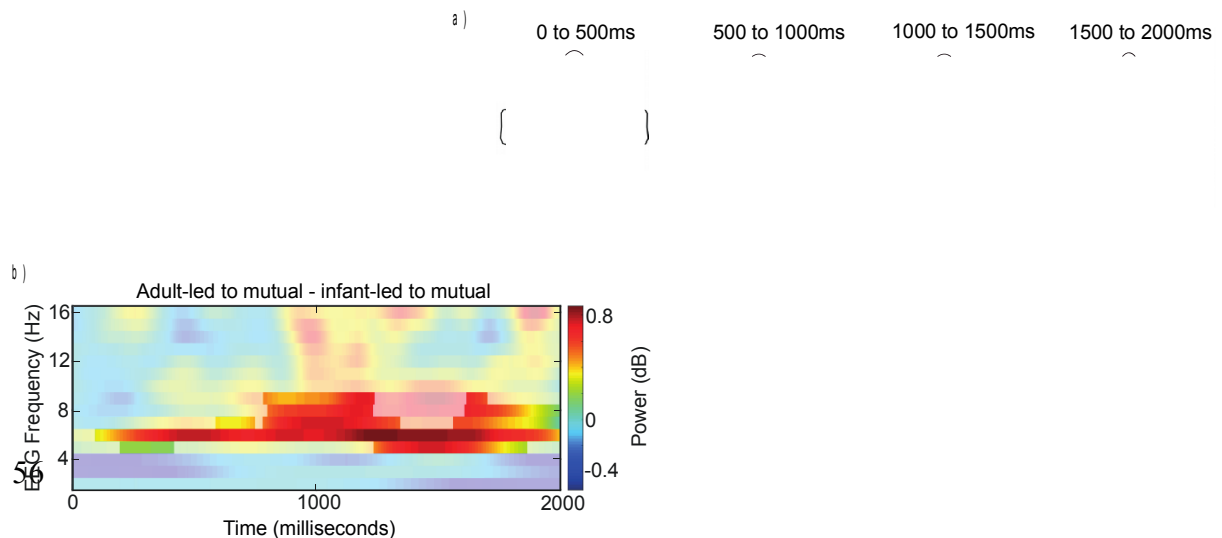 a )
0 to 500ms 500 to 1000ms 1000 to 1500ms 1500 to 2000ms
b )
Adult-led to mutual - infant-led to mutual
16
12
8
4
EEG Frequency (Hz)
56
0 1000 2000
Time (milliseconds)
0.8
0
-0.4
Power (dB)